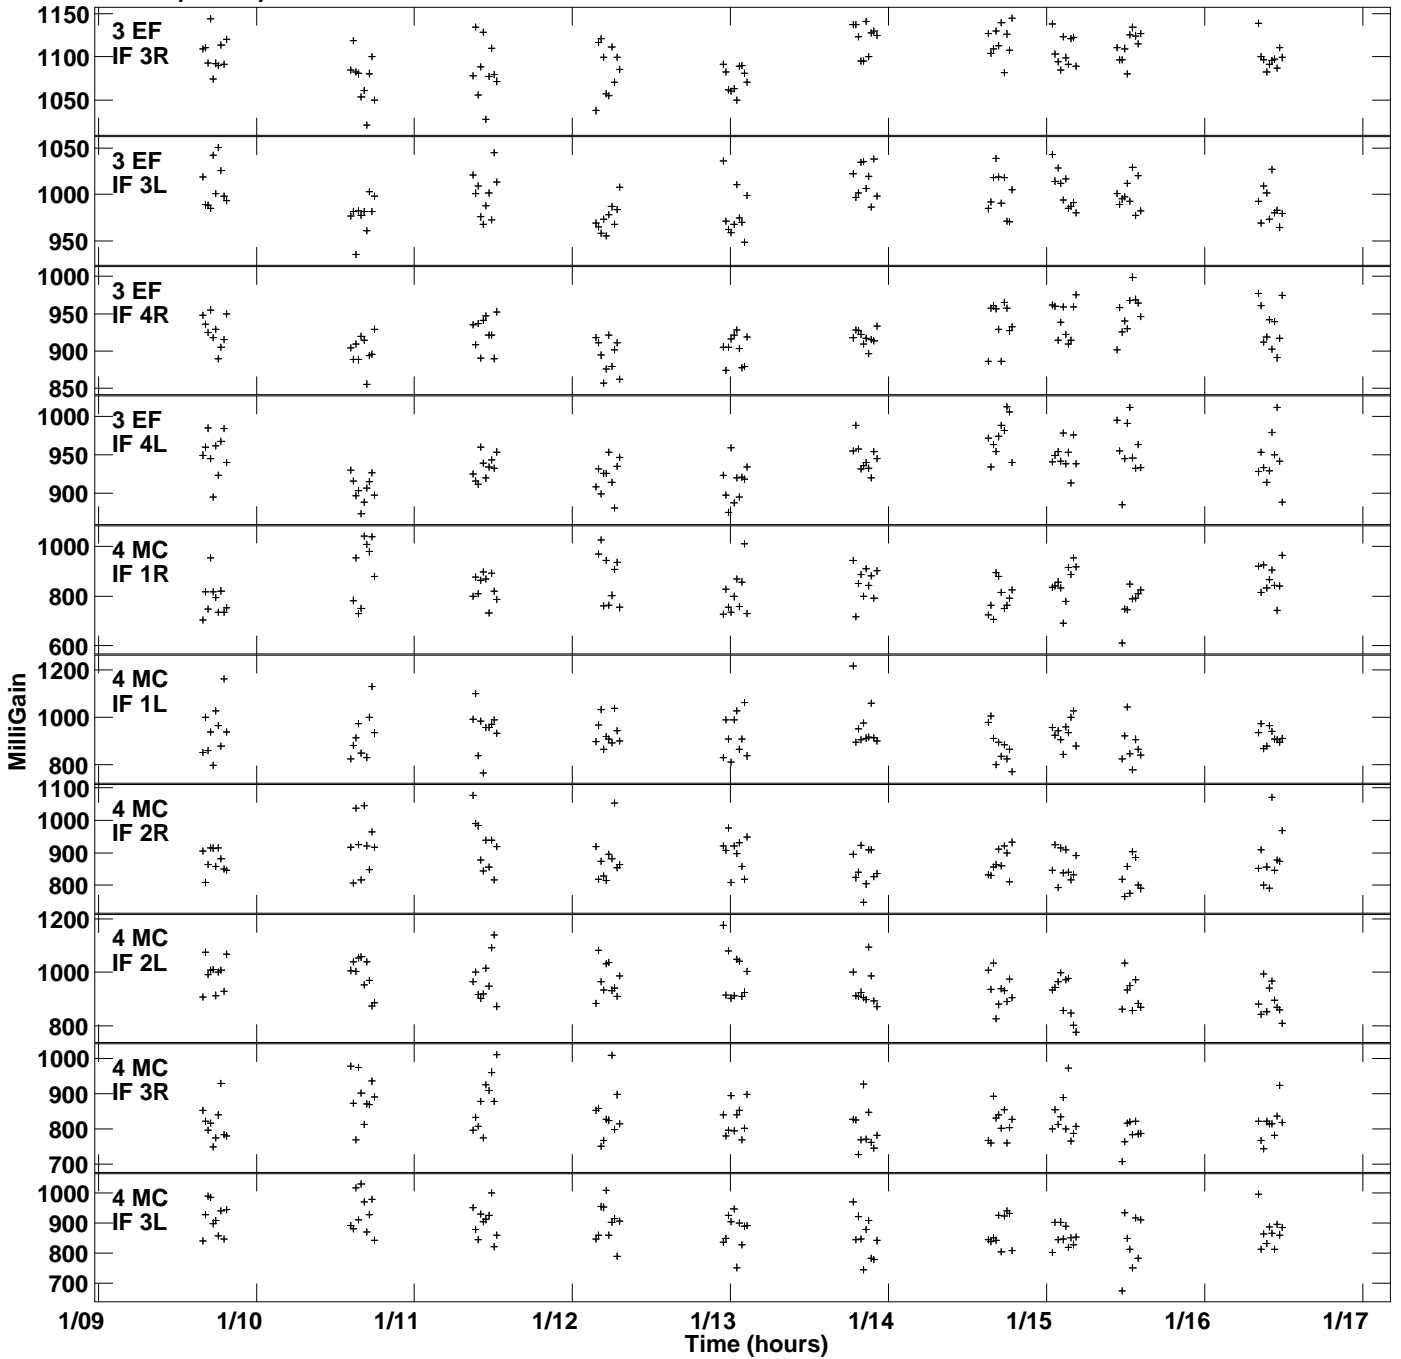 1150
1100
1050
3 EF
IF 3R
1050
1000
950
3 EF
IF 3L
1000
950
900
850
3 EF
IF 4R
1000
950
900
3 EF
IF 4L
1000
800
600
4 MC
IF 1R
1200
1000
800
4 MC
IF 1L
1100
1000
900
800
4 MC
IF 2R
1200
1000
800
4 MC
IF 2L
1000
900
800
700
4 MC
IF 3R
1000
900
800
700
4 MC
IF 3L
MilliGain
1/09 1/10 1/11 1/12 1/13 1/14 1/15 1/16 1/17
Time (hours)